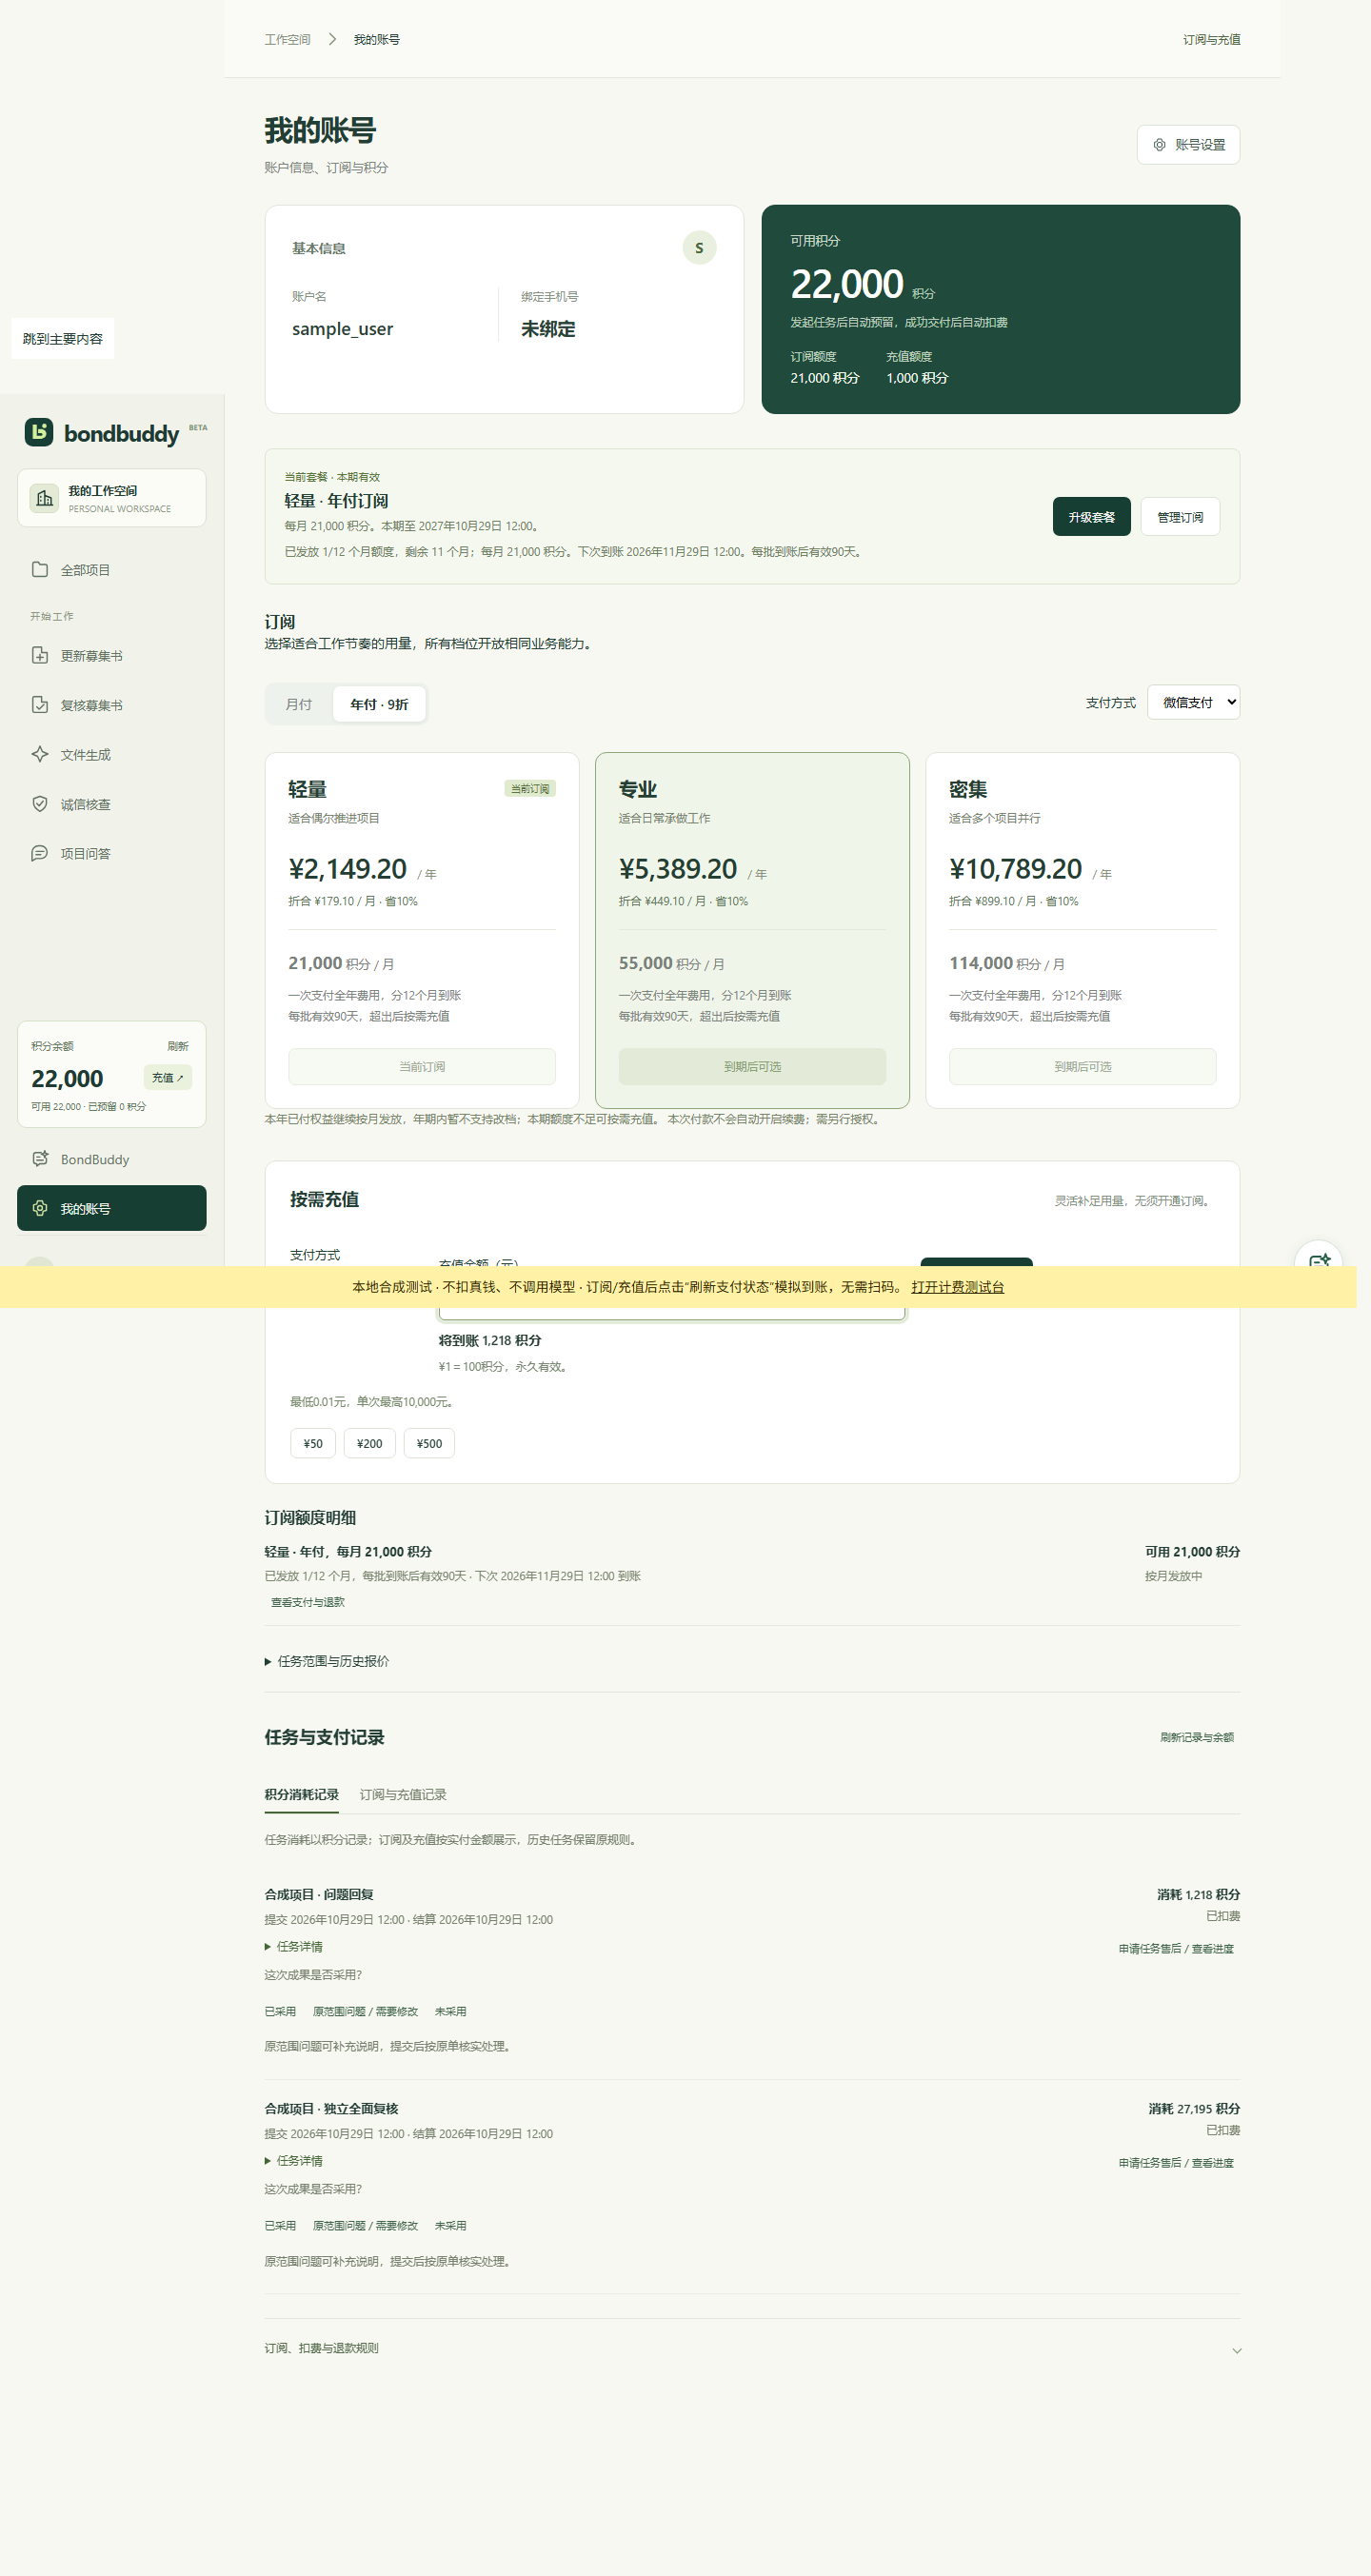 工作空间 > 我的账号
订阅与充值
我的账号
账户信息、订阅与积分
账号设置
基本信息
S
账户名
sample_user
绑定手机号
未绑定
可用积分
22,000 积分
发起任务后自动预留，成功交付后自动扣费
订阅额度
21,000 积分
充值额度
1,000 积分
跳到主要内容
bondbuddy BETA
我的工作空间
PERSONAL WORKSPACE
全部项目
开始工作
更新募集书
复核募集书
文件生成
诚信核查
项目问答
积分余额
刷新
22,000
充值 ↗
可用 22,000 · 已预留 0 积分
BondBuddy
我的账号
当前套餐 · 本期有效
轻量 · 年付订阅
每月 21,000 积分。本期至 2027年10月29日 12:00。
已发放 1/12 个月额度，剩余 11 个月；每月 21,000 积分。下次到账 2026年11月29日 12:00。每批到账后有效90天。
升级套餐
管理订阅
订阅
选择适合工作节奏的用量，所有档位开放相同业务能力。
月付
年付 · 9折
支付方式
微信支付
轻量
当前订阅
适合偶尔推进项目
¥2,149.20 / 年
折合 ¥179.10 / 月 · 省10%
21,000 积分 / 月
一次支付全年费用，分12个月到账
每批有效90天，超出后按需充值
当前订阅
专业
适合日常承做工作
¥5,389.20 / 年
折合 ¥449.10 / 月 · 省10%
55,000 积分 / 月
一次支付全年费用，分12个月到账
每批有效90天，超出后按需充值
到期后可选
密集
适合多个项目并行
¥10,789.20 / 年
折合 ¥899.10 / 月 · 省10%
114,000 积分 / 月
一次支付全年费用，分12个月到账
每批有效90天，超出后按需充值
到期后可选
本年已付权益继续按月发放，年期内暂不支持改档；本期额度不足可按需充值。 本次付款不会自动开启续费；需另行授权。
按需充值
灵活补足用量，无须开通订阅。
支付方式
充值金额（元）
本地合成测试 · 不扣真钱、不调用模型 · 订阅/充值后点击“刷新支付状态”模拟到账，无需扫码。 打开计费测试台
将到账 1,218 积分
¥1 = 100积分，永久有效。
最低0.01元，单次最高10,000元。
¥50
¥200
¥500
订阅额度明细
轻量 · 年付，每月 21,000 积分
可用 21,000 积分
已发放 1/12 个月，每批到账后有效90天 · 下次 2026年11月29日 12:00 到账
按月发放中
查看支付与退款
任务范围与历史报价
任务与支付记录
刷新记录与余额
积分消耗记录
订阅与充值记录
任务消耗以积分记录；订阅及充值按实付金额展示，历史任务保留原规则。
合成项目 · 问题回复
消耗 1,218 积分
提交 2026年10月29日 12:00 · 结算 2026年10月29日 12:00
已扣费
任务详情
申请任务售后 / 查看进度
这次成果是否采用？
已采用 原范围问题 / 需要修改 未采用
原范围问题可补充说明，提交后按原单核实处理。
合成项目 · 独立全面复核
消耗 27,195 积分
提交 2026年10月29日 12:00 · 结算 2026年10月29日 12:00
已扣费
任务详情
申请任务售后 / 查看进度
这次成果是否采用？
已采用 原范围问题 / 需要修改 未采用
原范围问题可补充说明，提交后按原单核实处理。
订阅、扣费与退款规则